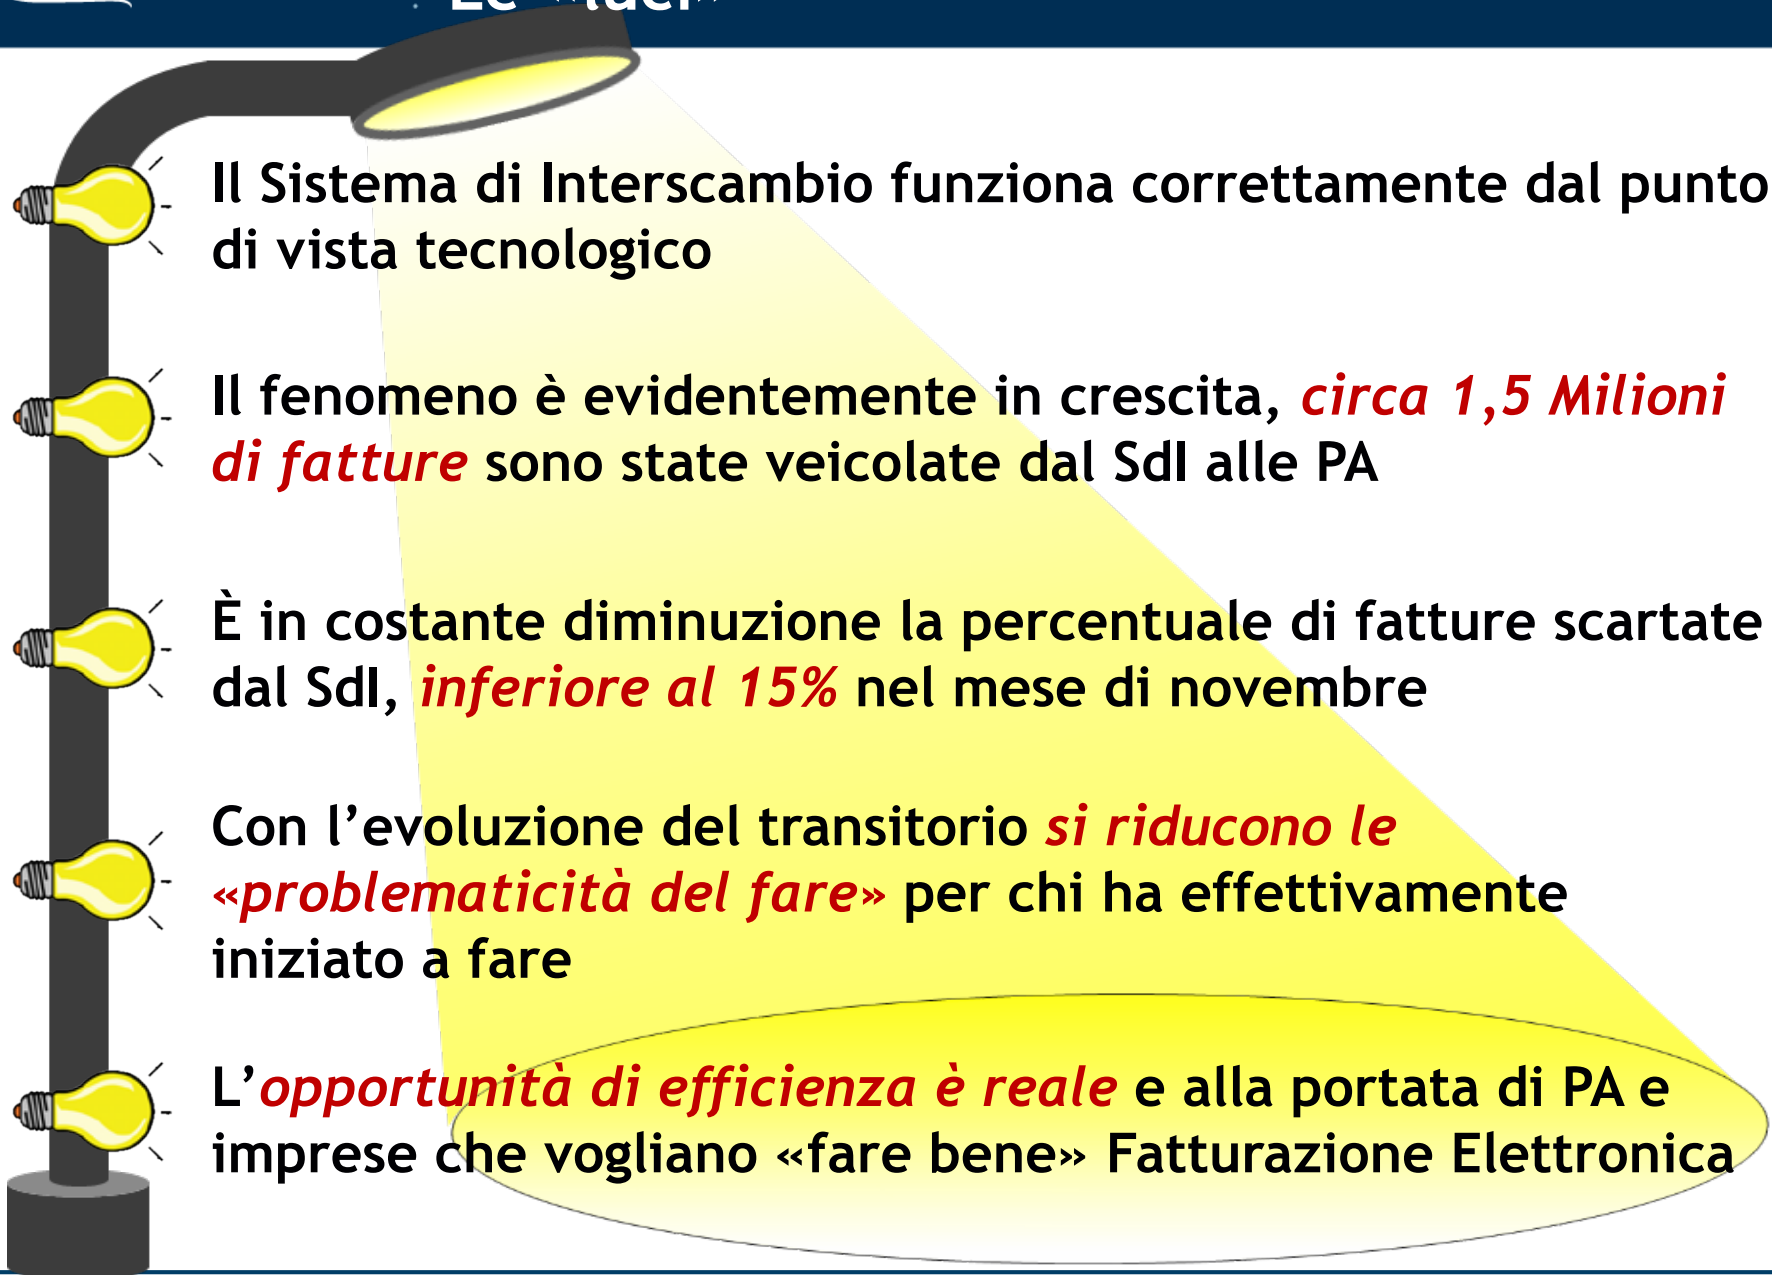 Le «luci»
Il Sistema di Interscambio funziona correttamente dal punto
di vista tecnologico
Il fenomeno è evidentemente in crescita, circa 1,5 Milioni
di fatture sono state veicolate dal SdI alle PA
È in costante diminuzione la percentuale di fatture scartate
dal SdI, inferiore al 15% nel mese di novembre
Con l’evoluzione del transitorio si riducono le
«problematicità del fare» per chi ha effettivamente
iniziato a fare
L’opportunità di efficienza è reale e alla portata di PA e
imprese che vogliano «fare bene» Fatturazione Elettronica